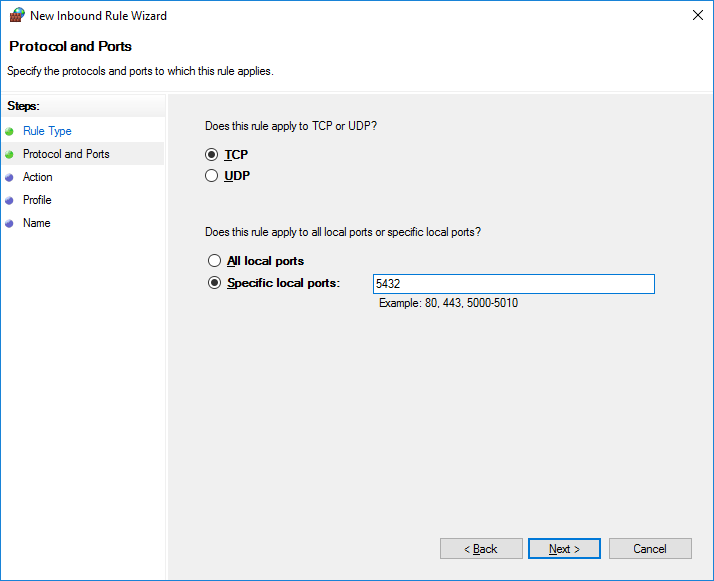 New Inbound Rule Wizard
Protocol and Ports
Specify the protocols and ports to which this rule applies.
Steps:
Rule Type
Protocol and Ports
Action
Profile
Name
Does this rule apply to TCP or UDP?
TCP
UDP
Does this rule apply to all local ports or specific local ports?
All local ports
Specific local ports:
5432
Example: 80, 443, 5000-5010
< Back
Next >
Cancel